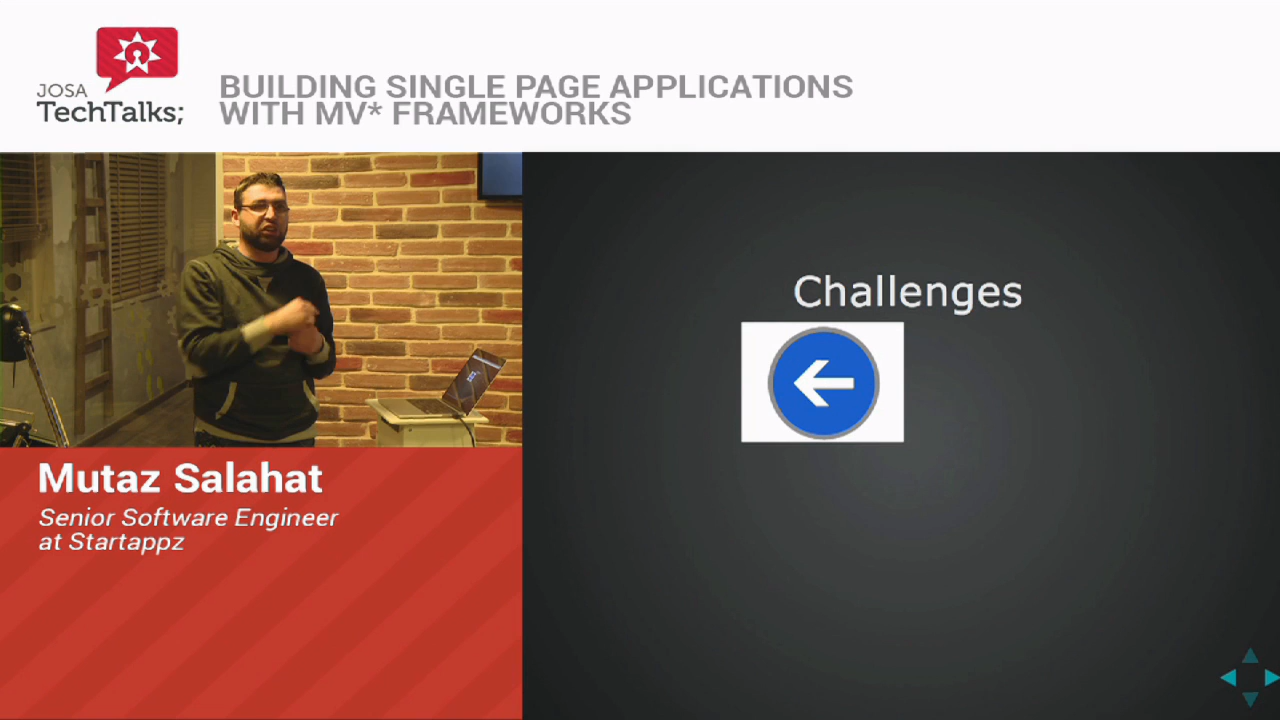 JOSA
TechTalks;
BUILDING SINGLE PAGE APPLICATIONS
WITH MV* FRAMEWORKS
Challenges
Mutaz Salahat
Senior Software Engineer
at Startappz